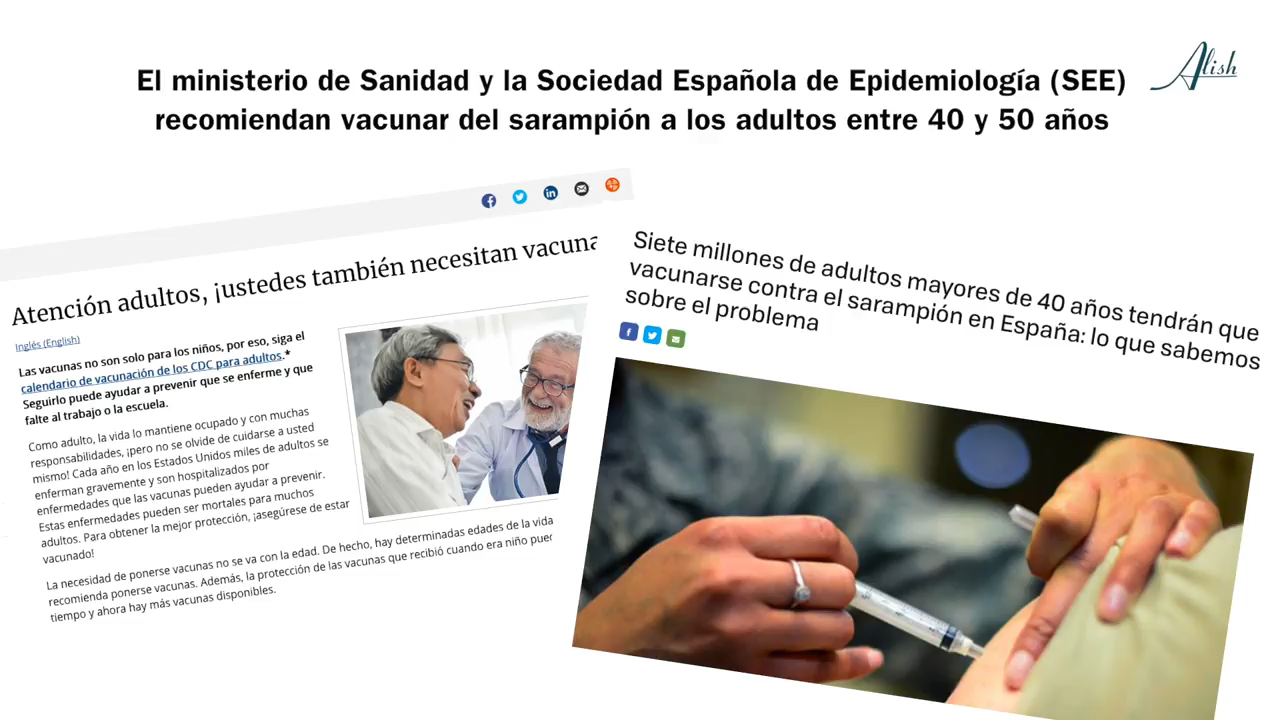 El ministerio de Sanidad y la Sociedad Española de Epidemiología (SEE)
recomiendan vacunar del sarampión a los adultos entre 40 y 50 años
Alish
Atención adultos, ¡ustedes también necesitan vacuna
Inglés (English)
Las vacunas no son solo para los niños, por eso, siga el
calendario de vacunación de los CDC para adultos.*
Seguirlo puede ayudar a prevenir que se enferme y que
falte al trabajo o la escuela.
Como adulto, la vida lo mantiene ocupado y con muchas
responsabilidades, ¡pero no se olvide de cuidarse a usted
mismo! Cada año en los Estados Unidos miles de adultos se
enferman gravemente y son hospitalizados por
enfermedades que las vacunas pueden ayudar a prevenir.
Estas enfermedades pueden ser mortales para muchos
adultos. Para obtener la mejor protección, ¡asegúrese de estar
vacunado!
La necesidad de ponerse vacunas no se va con la edad. De hecho, hay determinadas edades de la vida
recomienda ponerse vacunas. Además, la protección de las vacunas que recibió cuando era niño pued
tiempo y ahora hay más vacunas disponibles.
Siete millones de adultos mayores de 40 años tendrán que
vacunarse contra el sarampión en España: lo que sabemos
sobre el problema